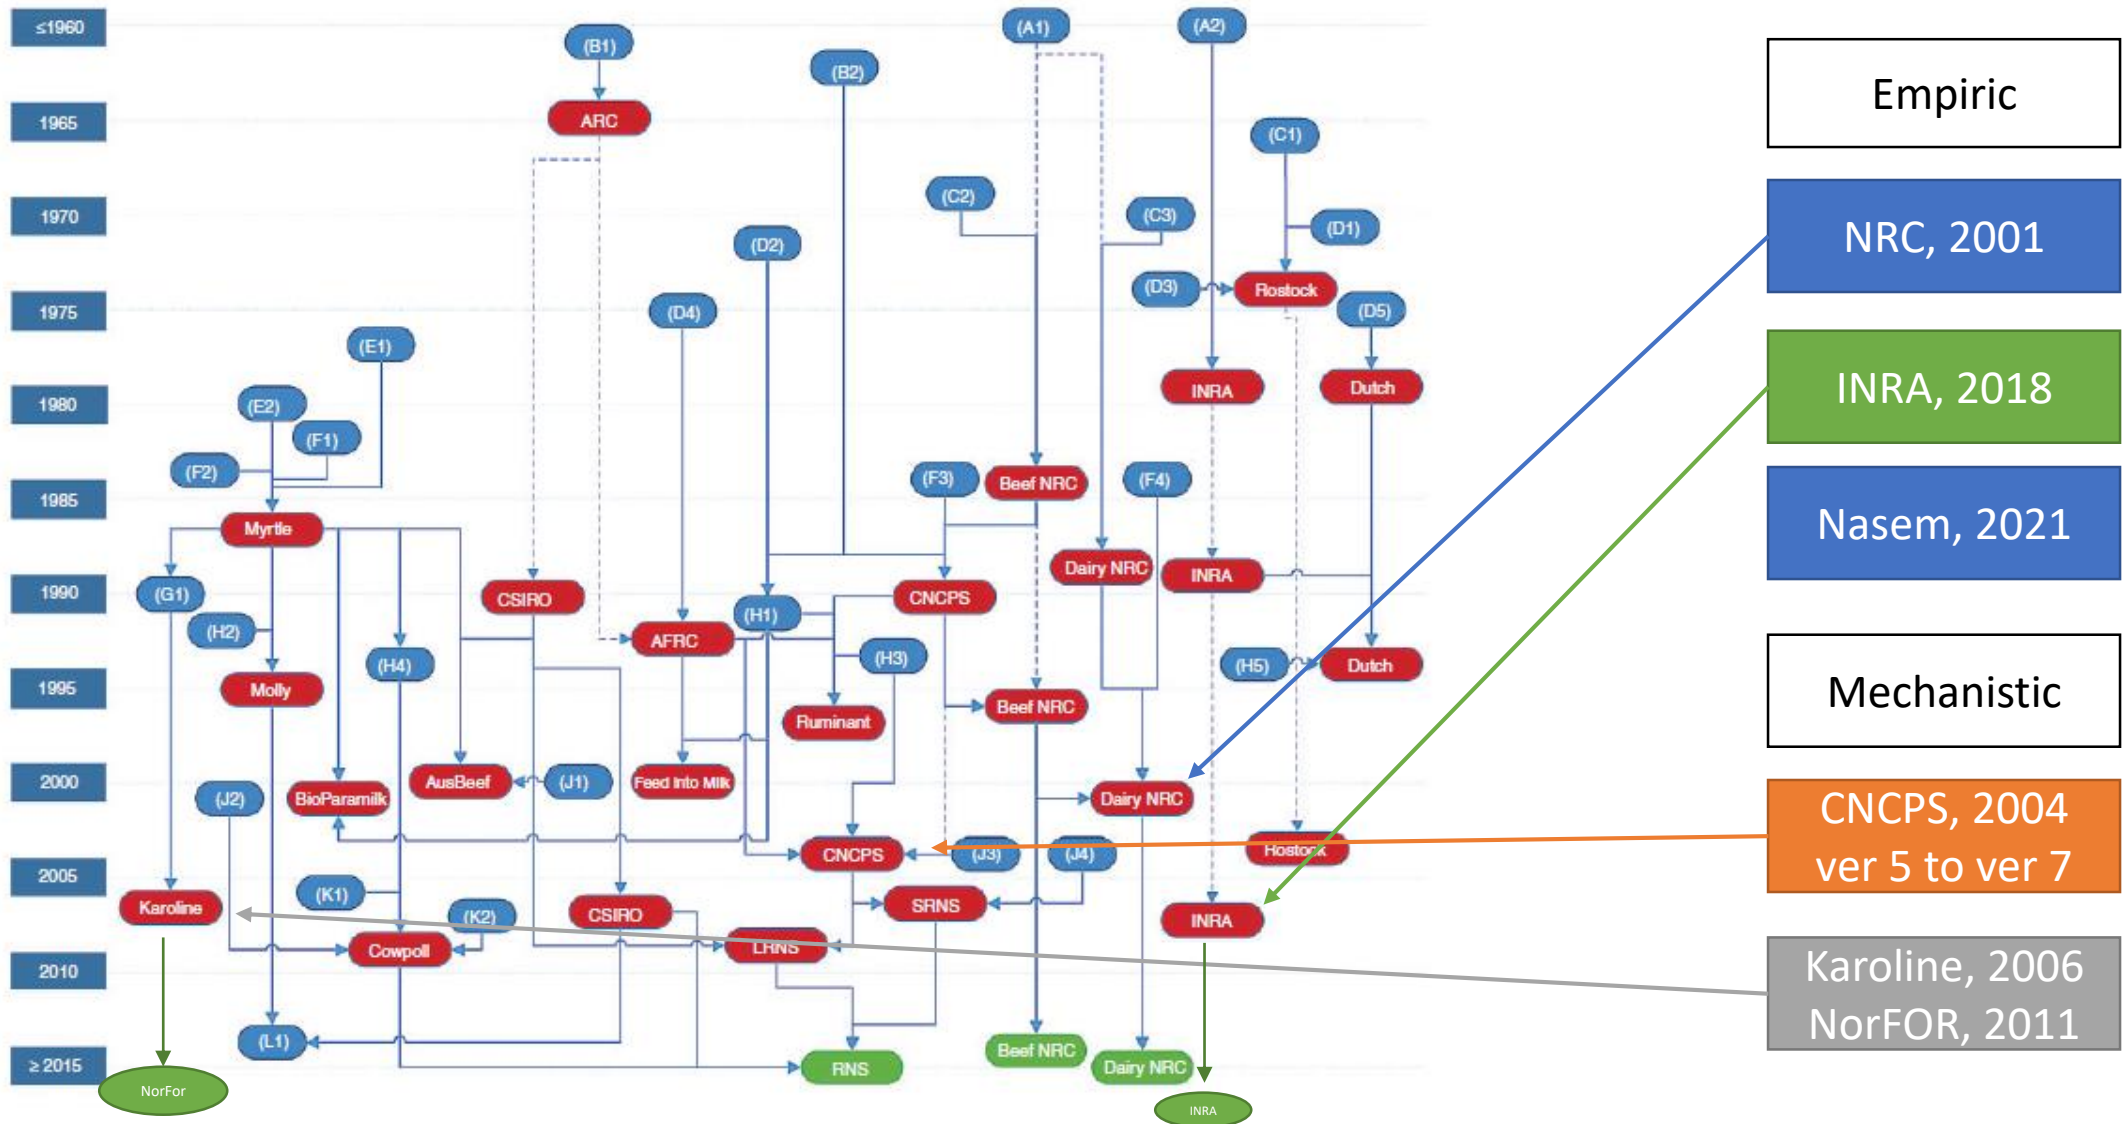 ≤1960
(B1)
(A1)
(A2)
(B2)
1965
ARC
(C1)
1970
(C2)
(C3)
(D1)
(D2)
(D3)
Rostock
1975
(D4)
(D5)
(E1)
INRA
Dutch
1980
(E2)
(F1)
(F2)
(F3)
Beef NRC
(F4)
1985
Myrtle
Dairy NRC
INRA
1990
(G1)
CSIRO
(H1)
CNCPS
(H2)
AFRC
(H3)
(H4)
(H5)
Dutch
1995
Molly
Ruminant
Beef NRC
2000
(J2)
BioParamilk
AusBeef
(J1)
Feed Into Milk
Dairy NRC
CNCPS
(J3)
(J4)
Rostock
2005
Karoline
(K1)
(K2)
CSIRO
SRNS
INRA
Cowpoll
LRNS
2010
(L1)
Beef NRC
≥ 2015
RNS
Dairy NRC
NorFor
INRA
Empiric
NRC, 2001
INRA, 2018
Nasem, 2021
Mechanistic
CNCPS, 2004
ver 5 to ver 7
Karoline, 2006
NorFOR, 2011